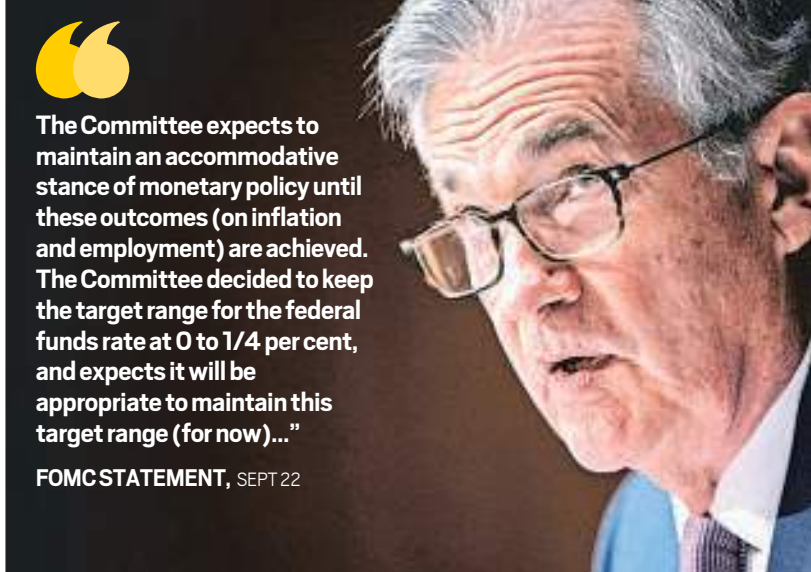 The Committee expects to
maintain an accommodative
stance of monetary policy until
these outcomes (on inflation
and employment) are achieved.
The Committee decided to keep
the target range for the federal
funds rate at 0 to 1/4 per cent,
and expects it will be
appropriate to maintain this
target range (for now)...”
FOMC STATEMENT, SEPT 22